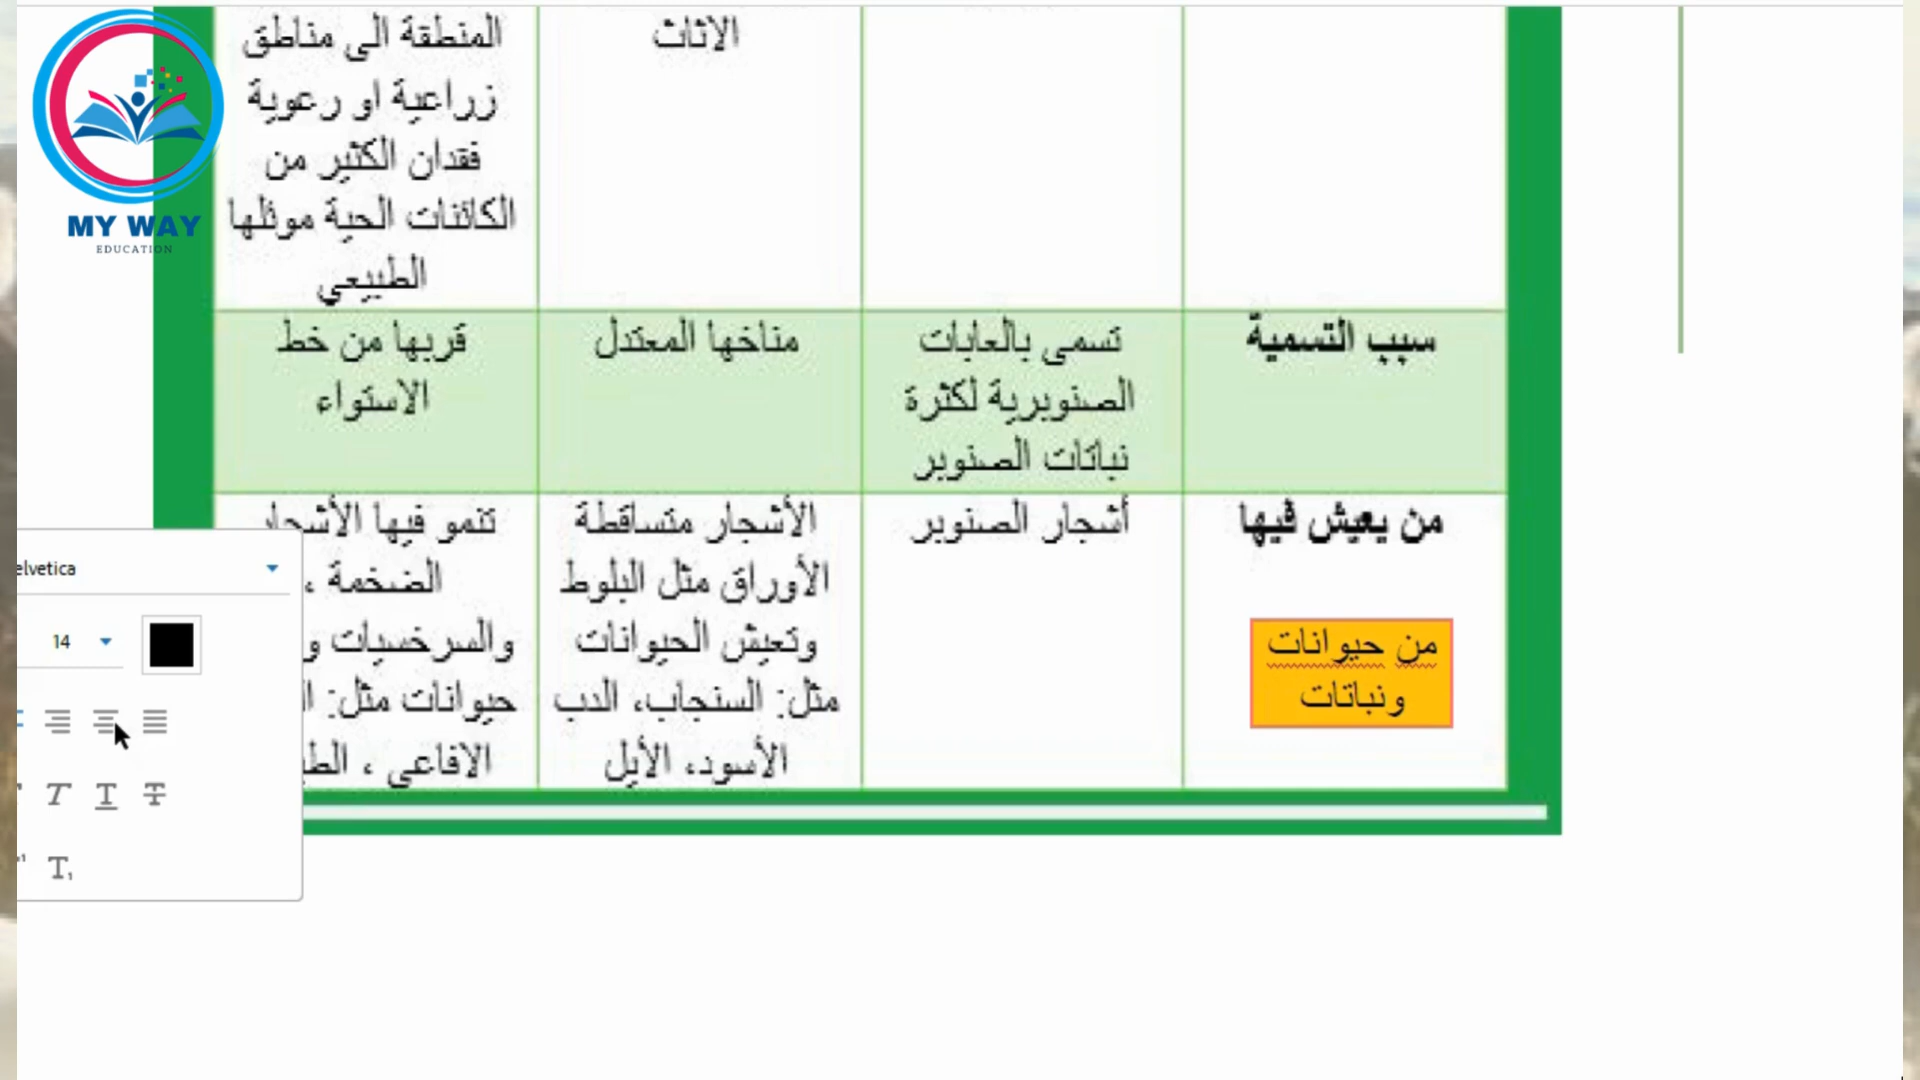 MY WAY
EDUCATION
الاثاث
المنطقة الى مناطق
زراعية او رعوية
فقدان الكثير من
الكائنات الحية موئلها
الطبيعي
سبب التسمية
تسمى بالعابات
الصنوبرية لكثرة
نباتات الصنوبر
مناخها المعتدل
قربها من خط
الاستواء
من يعيش فيها
من حيوانات
ونباتات
أشجار الصنوبر
الأشجار متساقطة
الأوراق مثل البلوط
وتعيش الحيوانات
مثل: السنجاب، الدب
الأسود، الأيل
تنمو فيها الأشجار
الضخمة ،
والسرخسيات و
حيوانات مثل:
الافاعي ،
elvetica
14